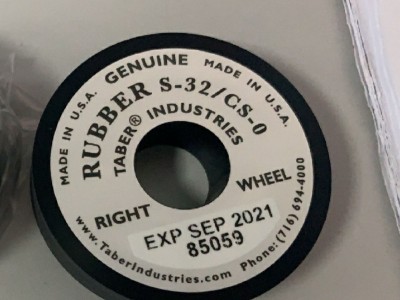 MADE IN U.S.A. GENUINE MADE IN U.S.A.
RUBBER S-32/CS-0
TABER® INDUSTRIES
RIGHT WHEEL
EXP SEP 2021
85059
www.TaberIndustries.com Phone: (716) 694-4000